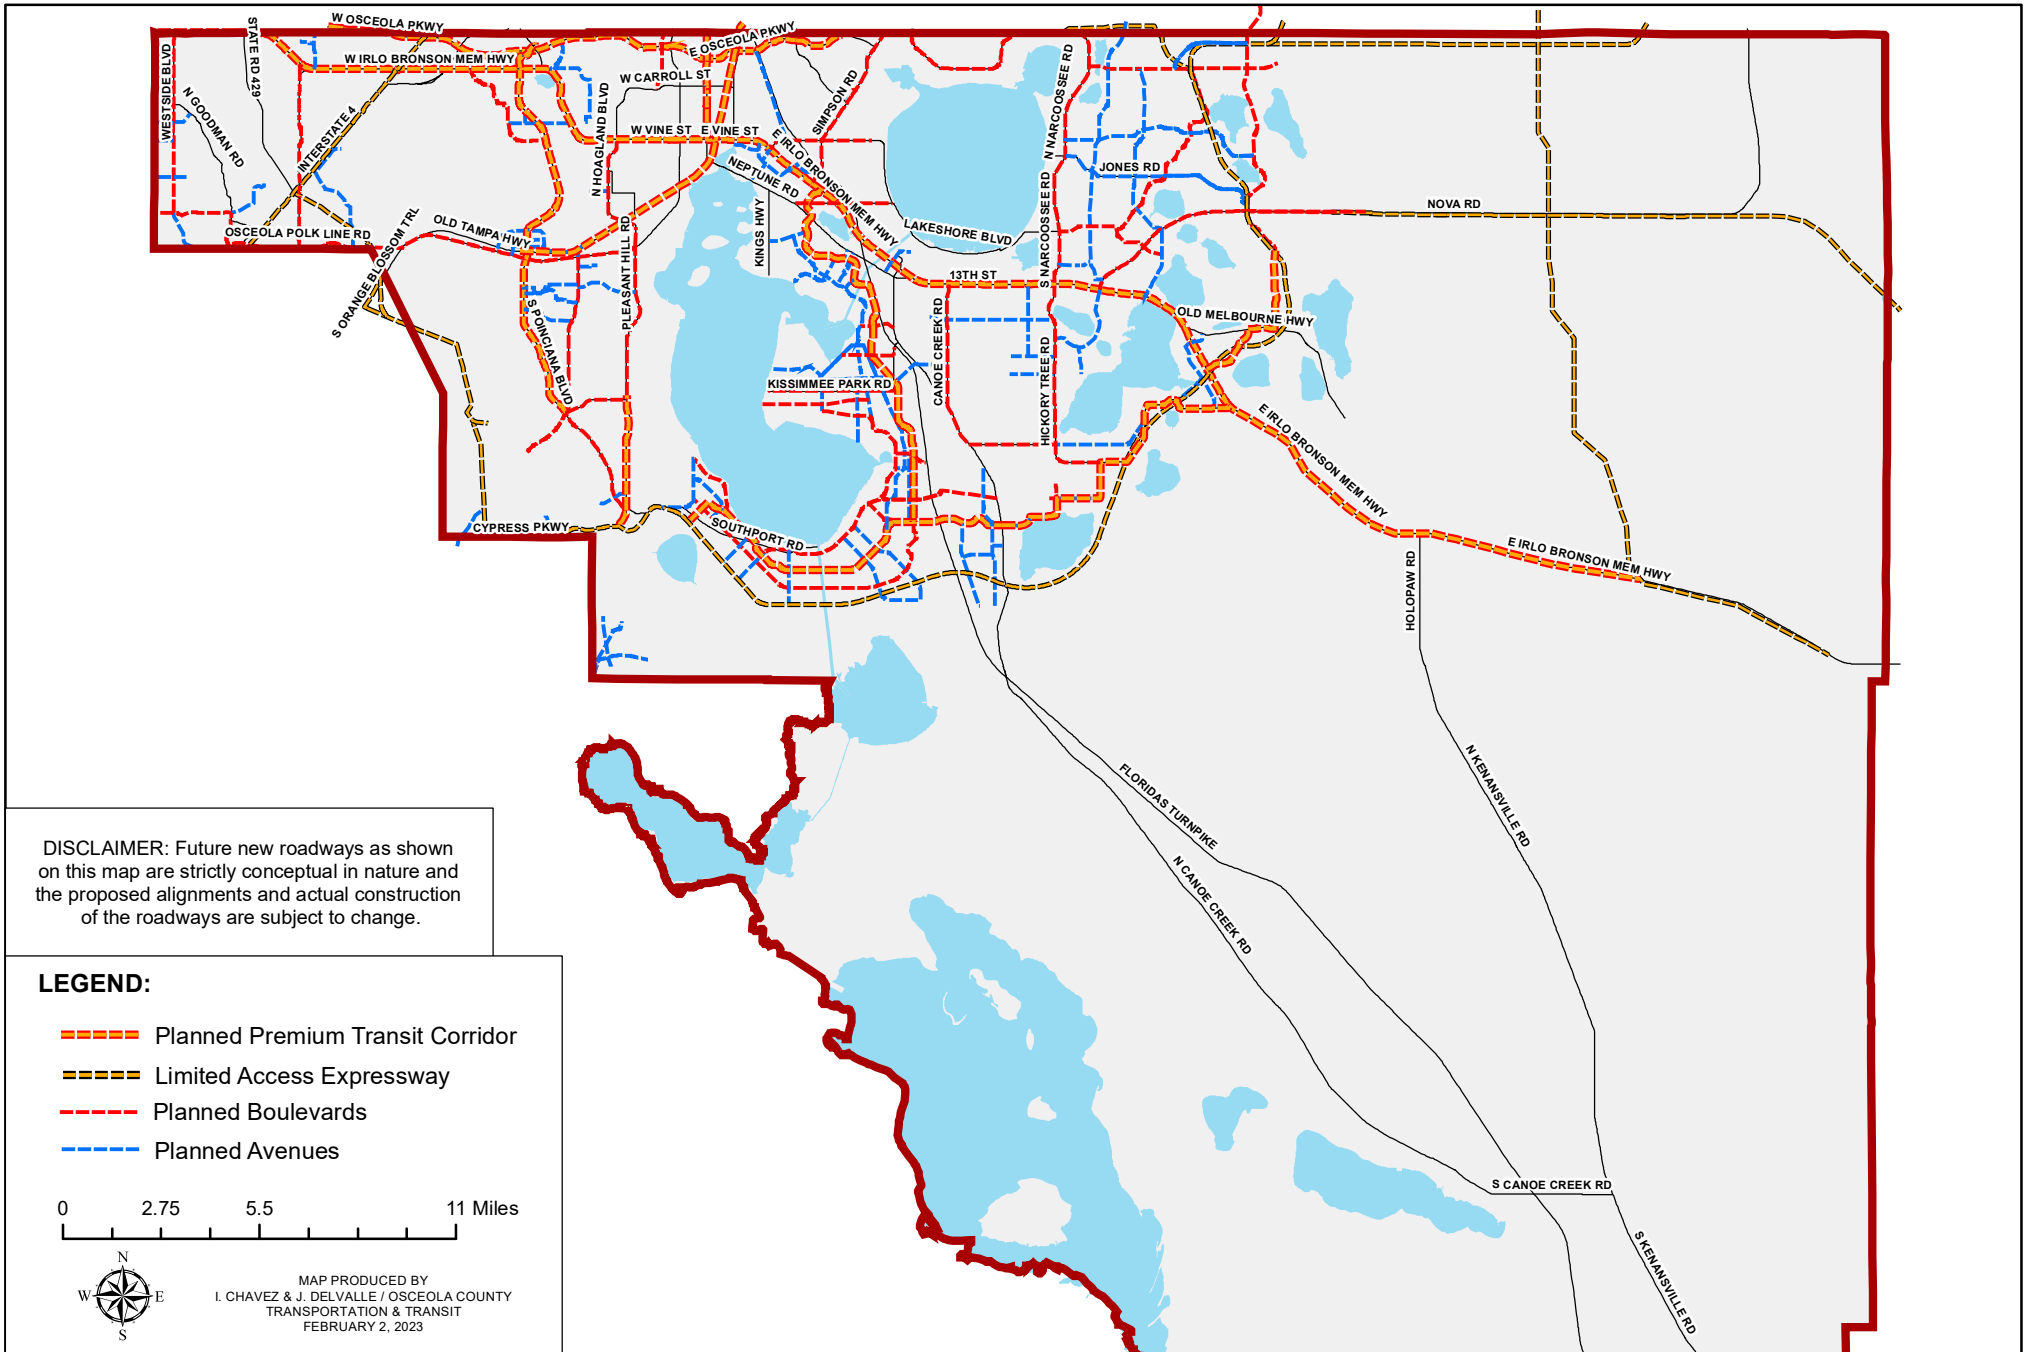 W OSCEOLA PKWY
E OSCEOLA PKWY
STATE RD 429
WESTSIDE BLVD
W IRLO BRONSON MEM HWY
N GOODMAN RD
INTERSTATE 4
W CARROLL ST
N HOAGLAND BLVD
SIMPSON RD
N NARCOOSSEE RD
W VINE ST
E VINE ST
E IRLO BRONSON MEM HWY
NEPTUNE RD
JONES RD
NOVA RD
KINGS HWY
LAKESHORE BLVD
S NARCOOSSEE RD
OSCEOLA POLK LINE RD
S ORANGE BLOSSOM TRL
OLD TAMPA HWY
PLEASANT HILL RD
13TH ST
S POINCIANA BLVD
OLD MELBOURNE HWY
CANOE CREEK RD
HICKORY TREE RD
KISSIMMEE PARK RD
E IRLO BRONSON MEM HWY
CYPRESS PKWY
SOUTHPORT RD
E IRLO BRONSON MEM HWY
HOLOPAW RD
N KENANSVILLE RD
FLORIDAS TURNPIKE
N CANOE CREEK RD
S CANOE CREEK RD
S KENANSVILLE RD
DISCLAIMER: Future new roadways as shown
on this map are strictly conceptual in nature and
the proposed alignments and actual construction
of the roadways are subject to change.
LEGEND:
Planned Premium Transit Corridor
Limited Access Expressway
Planned Boulevards
Planned Avenues
0 2.75 5.5 11 Miles
N
W E
S
MAP PRODUCED BY
I. CHAVEZ & J. DELVALLE / OSCEOLA COUNTY
TRANSPORTATION & TRANSIT
FEBRUARY 2, 2023